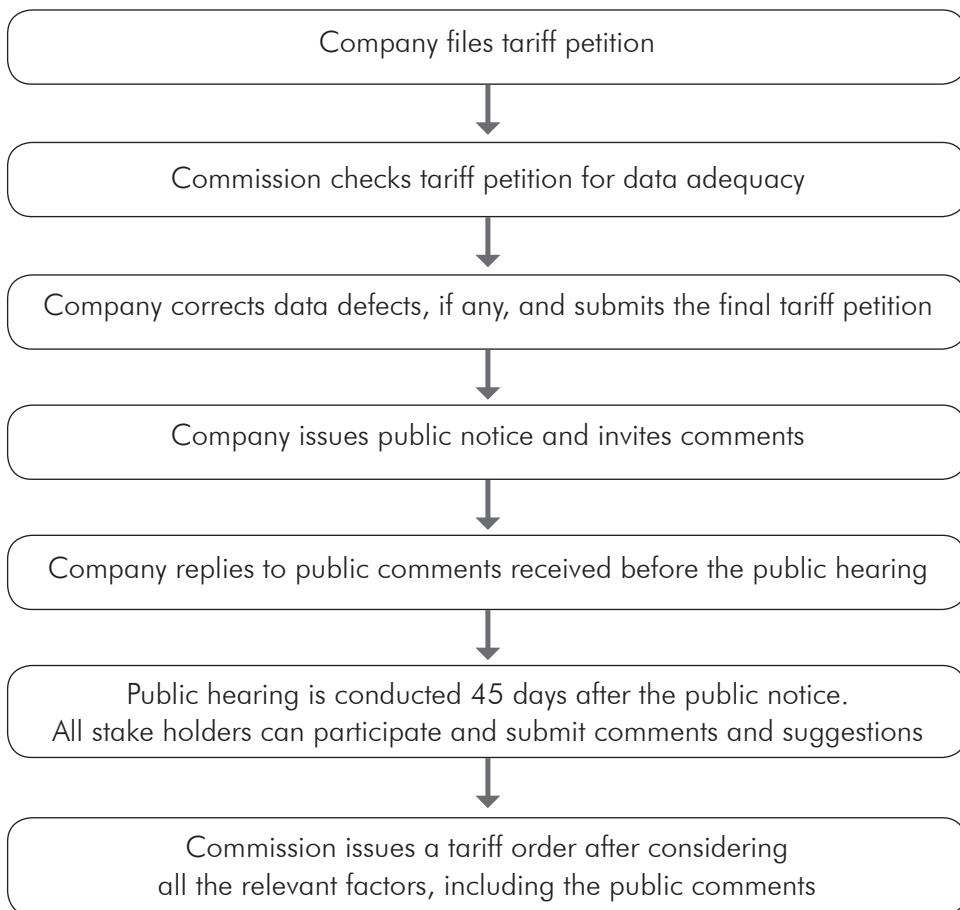 Company files tariff petition
Commission checks tariff petition for data adequacy
Company corrects data defects, if any, and submits the final tariff petition
Company issues public notice and invites comments
Company replies to public comments received before the public hearing
Public hearing is conducted 45 days after the public notice.
All stake holders can participate and submit comments and suggestions
Commission issues a tariff order after considering
all the relevant factors, including the public comments